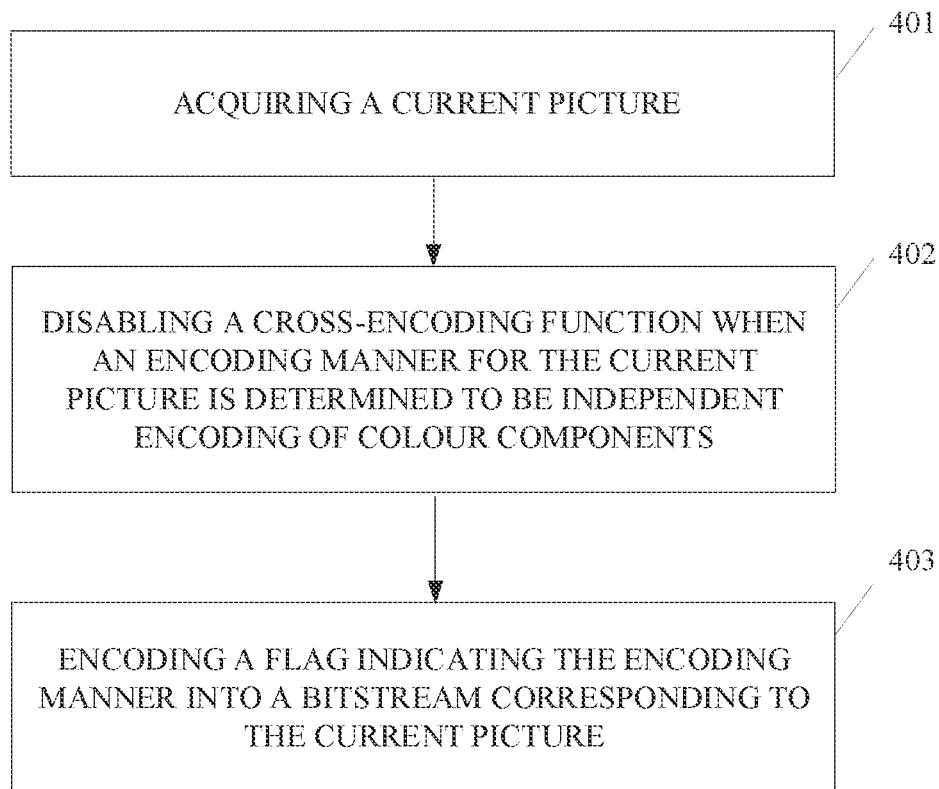 401
ACQUIRING A CURRENT PICTURE
402
DISABLING A CROSS-ENCODING FUNCTION WHEN
AN ENCODING MANNER FOR THE CURRENT
PICTURE IS DETERMINED TO BE INDEPENDENT
ENCODING OF COLOUR COMPONENTS
403
ENCODING A FLAG INDICATING THE ENCODING
MANNER INTO A BITSTREAM CORRESPONDING TO
THE CURRENT PICTURE